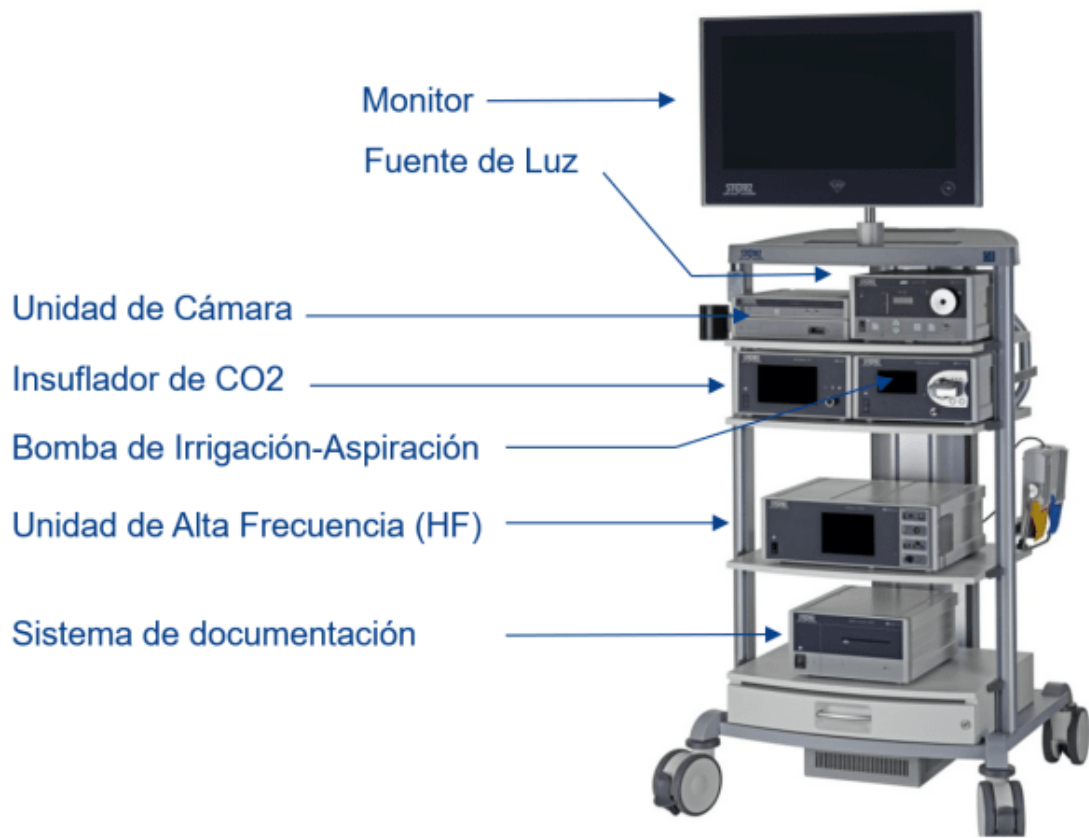 Monitor
Fuente de Luz
STORZ
Unidad de Cámara
Insuflador de CO2
Bomba de Irrigación-Aspiración
Unidad de Alta Frecuencia (HF)
Sistema de documentación